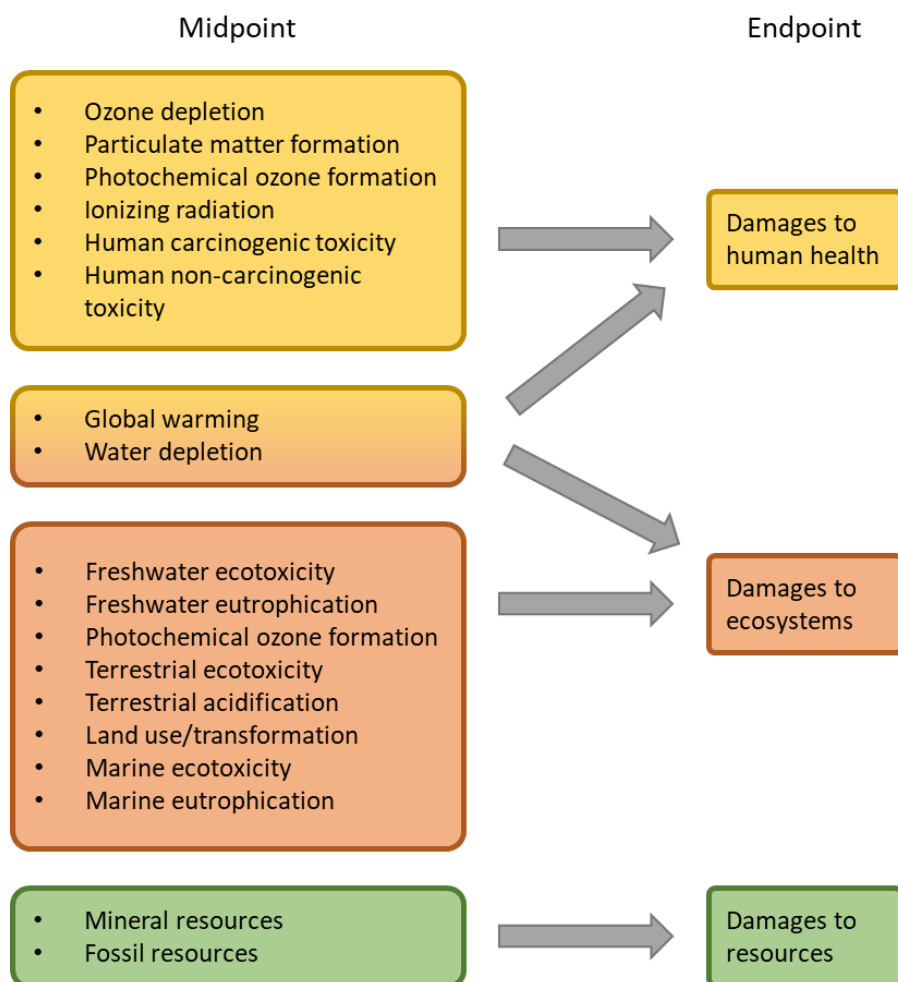 Midpoint
Endpoint
• Ozone depletion
• Particulate matter formation
• Photochemical ozone formation
• Ionizing radiation
• Human carcinogenic toxicity
• Human non-carcinogenic
toxicity
Damages to
human health
• Global warming
• Water depletion
• Freshwater ecotoxicity
• Freshwater eutrophication
• Photochemical ozone formation
• Terrestrial ecotoxicity
• Terrestrial acidification
• Land use/transformation
• Marine ecotoxicity
• Marine eutrophication
Damages to
ecosystems
• Mineral resources
• Fossil resources
Damages to
resources